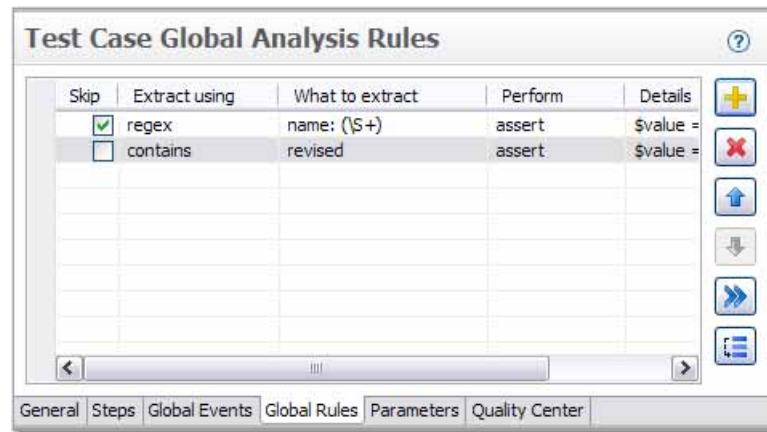 Test Case Global Analysis Rules
Skip Extract using What to extract Perform Details
regex name: (\S+) assert $value =
contains revised assert $value =
General Steps Global Events Global Rules Parameters Quality Center